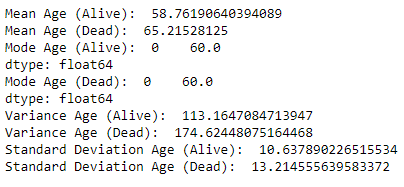 Mean Age (Alive):  58.76190640394089
Mean Age (Dead):  65.21528125
Mode Age (Alive):  0    60.0
dtype: float64
Mode Age (Dead):  0    60.0
dtype: float64
Variance Age (Alive):  113.1647084713947
Variance Age (Dead):  174.62448075164468
Standard Deviation Age (Alive):  10.637890226515534
Standard Deviation Age (Dead):  13.214555639583372